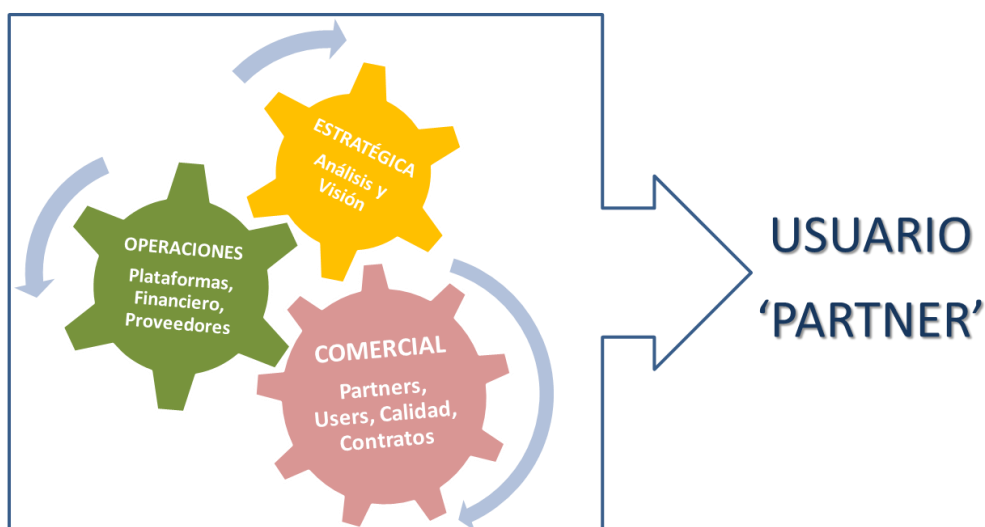 ESTRATÉGICA
Análisis y
Visión
OPERACIONES
Plataformas,
Financiero,
Proveedores
COMERCIAL
Partners,
Users, Calidad,
Contratos
USUARIO
‘PARTNER’